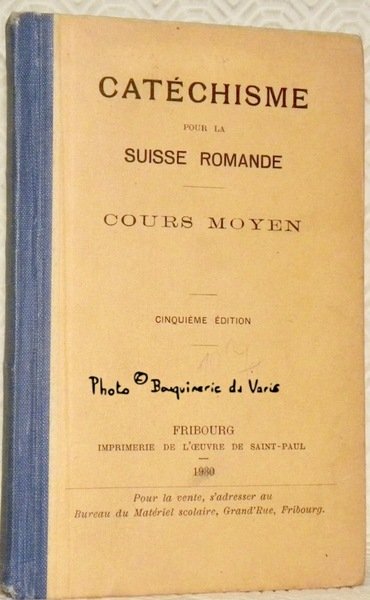 CATÉCHISME
POUR LA
SUISSE ROMANDE
COURS MOYEN
CINQUIÈME ÉDITION
Photo © Bouquinerie du Varis
FRIBOURG
IMPRIMERIE DE L'ŒUVRE DE SAINT-PAUL
1930
Pour la vente, s'adresser au
Bureau du Matériel scolaire, Grand'Rue, Fribourg.